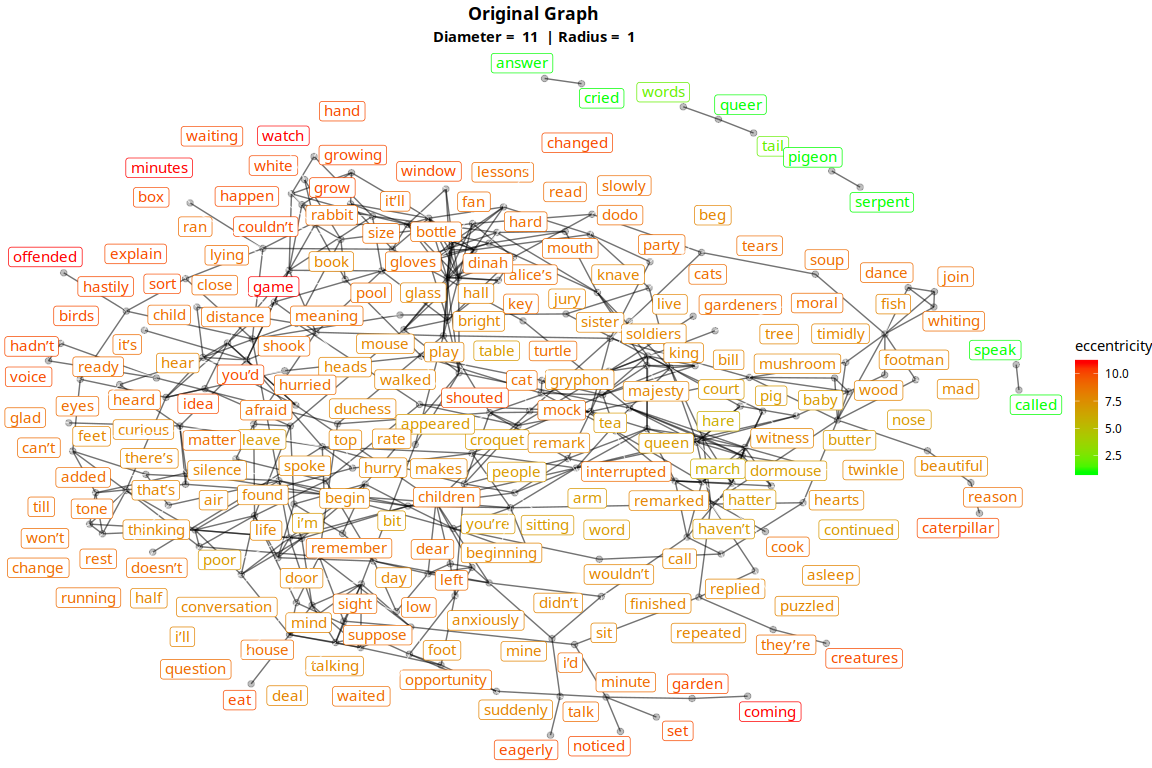 Original Graph
Diameter = 11 | Radius = 1
answer
cried
words
queer
tail
pigeon
serpent
hand
waiting
watch
changed
minutes
white
growing
window
lessons
box
happen
grow
it'll
fan
read
slowly
ran
couldn't
rabbit
size
bottle
hard
dodo
beg
offended
explain
lying
book
gloves
dinah
mouth
party
tears
hastily
sort
close
game
pool
glass
hall
alice's
knave
cats
soup
dance
join
birds
child
distance
meaning
bright
key
jury
live
gardeners
moral
fish
whiting
hadn't
it's
shook
mouse
play
table
turtle
sister
soldiers
tree
timidly
speak
eccentricity
voice
ready
hear
you'd
hurried
heads
walked
cat
gryphon
king
bill
mushroom
footman
10.0
7.5
5.0
2.5
called
glad
eyes
heard
idea
afraid
duchess
shouted
mock
majesty
court
pig
baby
wood
mad
can't
feet
curious
matter
leave
top
rate
appeared
croquet
remark
tea
queen
hare
witness
butter
nose
added
there's
silence
spoke
hurry
makes
people
interrupted
march
dormouse
twinkle
beautiful
till
tone
that's
air
found
begin
children
arm
remarked
hatter
hearts
reason
won't
thinking
life
i'm
bit
you're
sitting
word
haven't
continued
caterpillar
change
rest
doesn't
poor
remember
dear
beginning
call
cook
running
half
door
day
left
wouldn't
replied
asleep
conversation
sight
low
didn't
finished
puzzled
i'll
mind
suppose
anxiously
sit
repeated
they're
question
house
talking
foot
mine
i'd
creatures
eat
deal
waited
opportunity
minute
garden
suddenly
talk
coming
eagerly
noticed
set